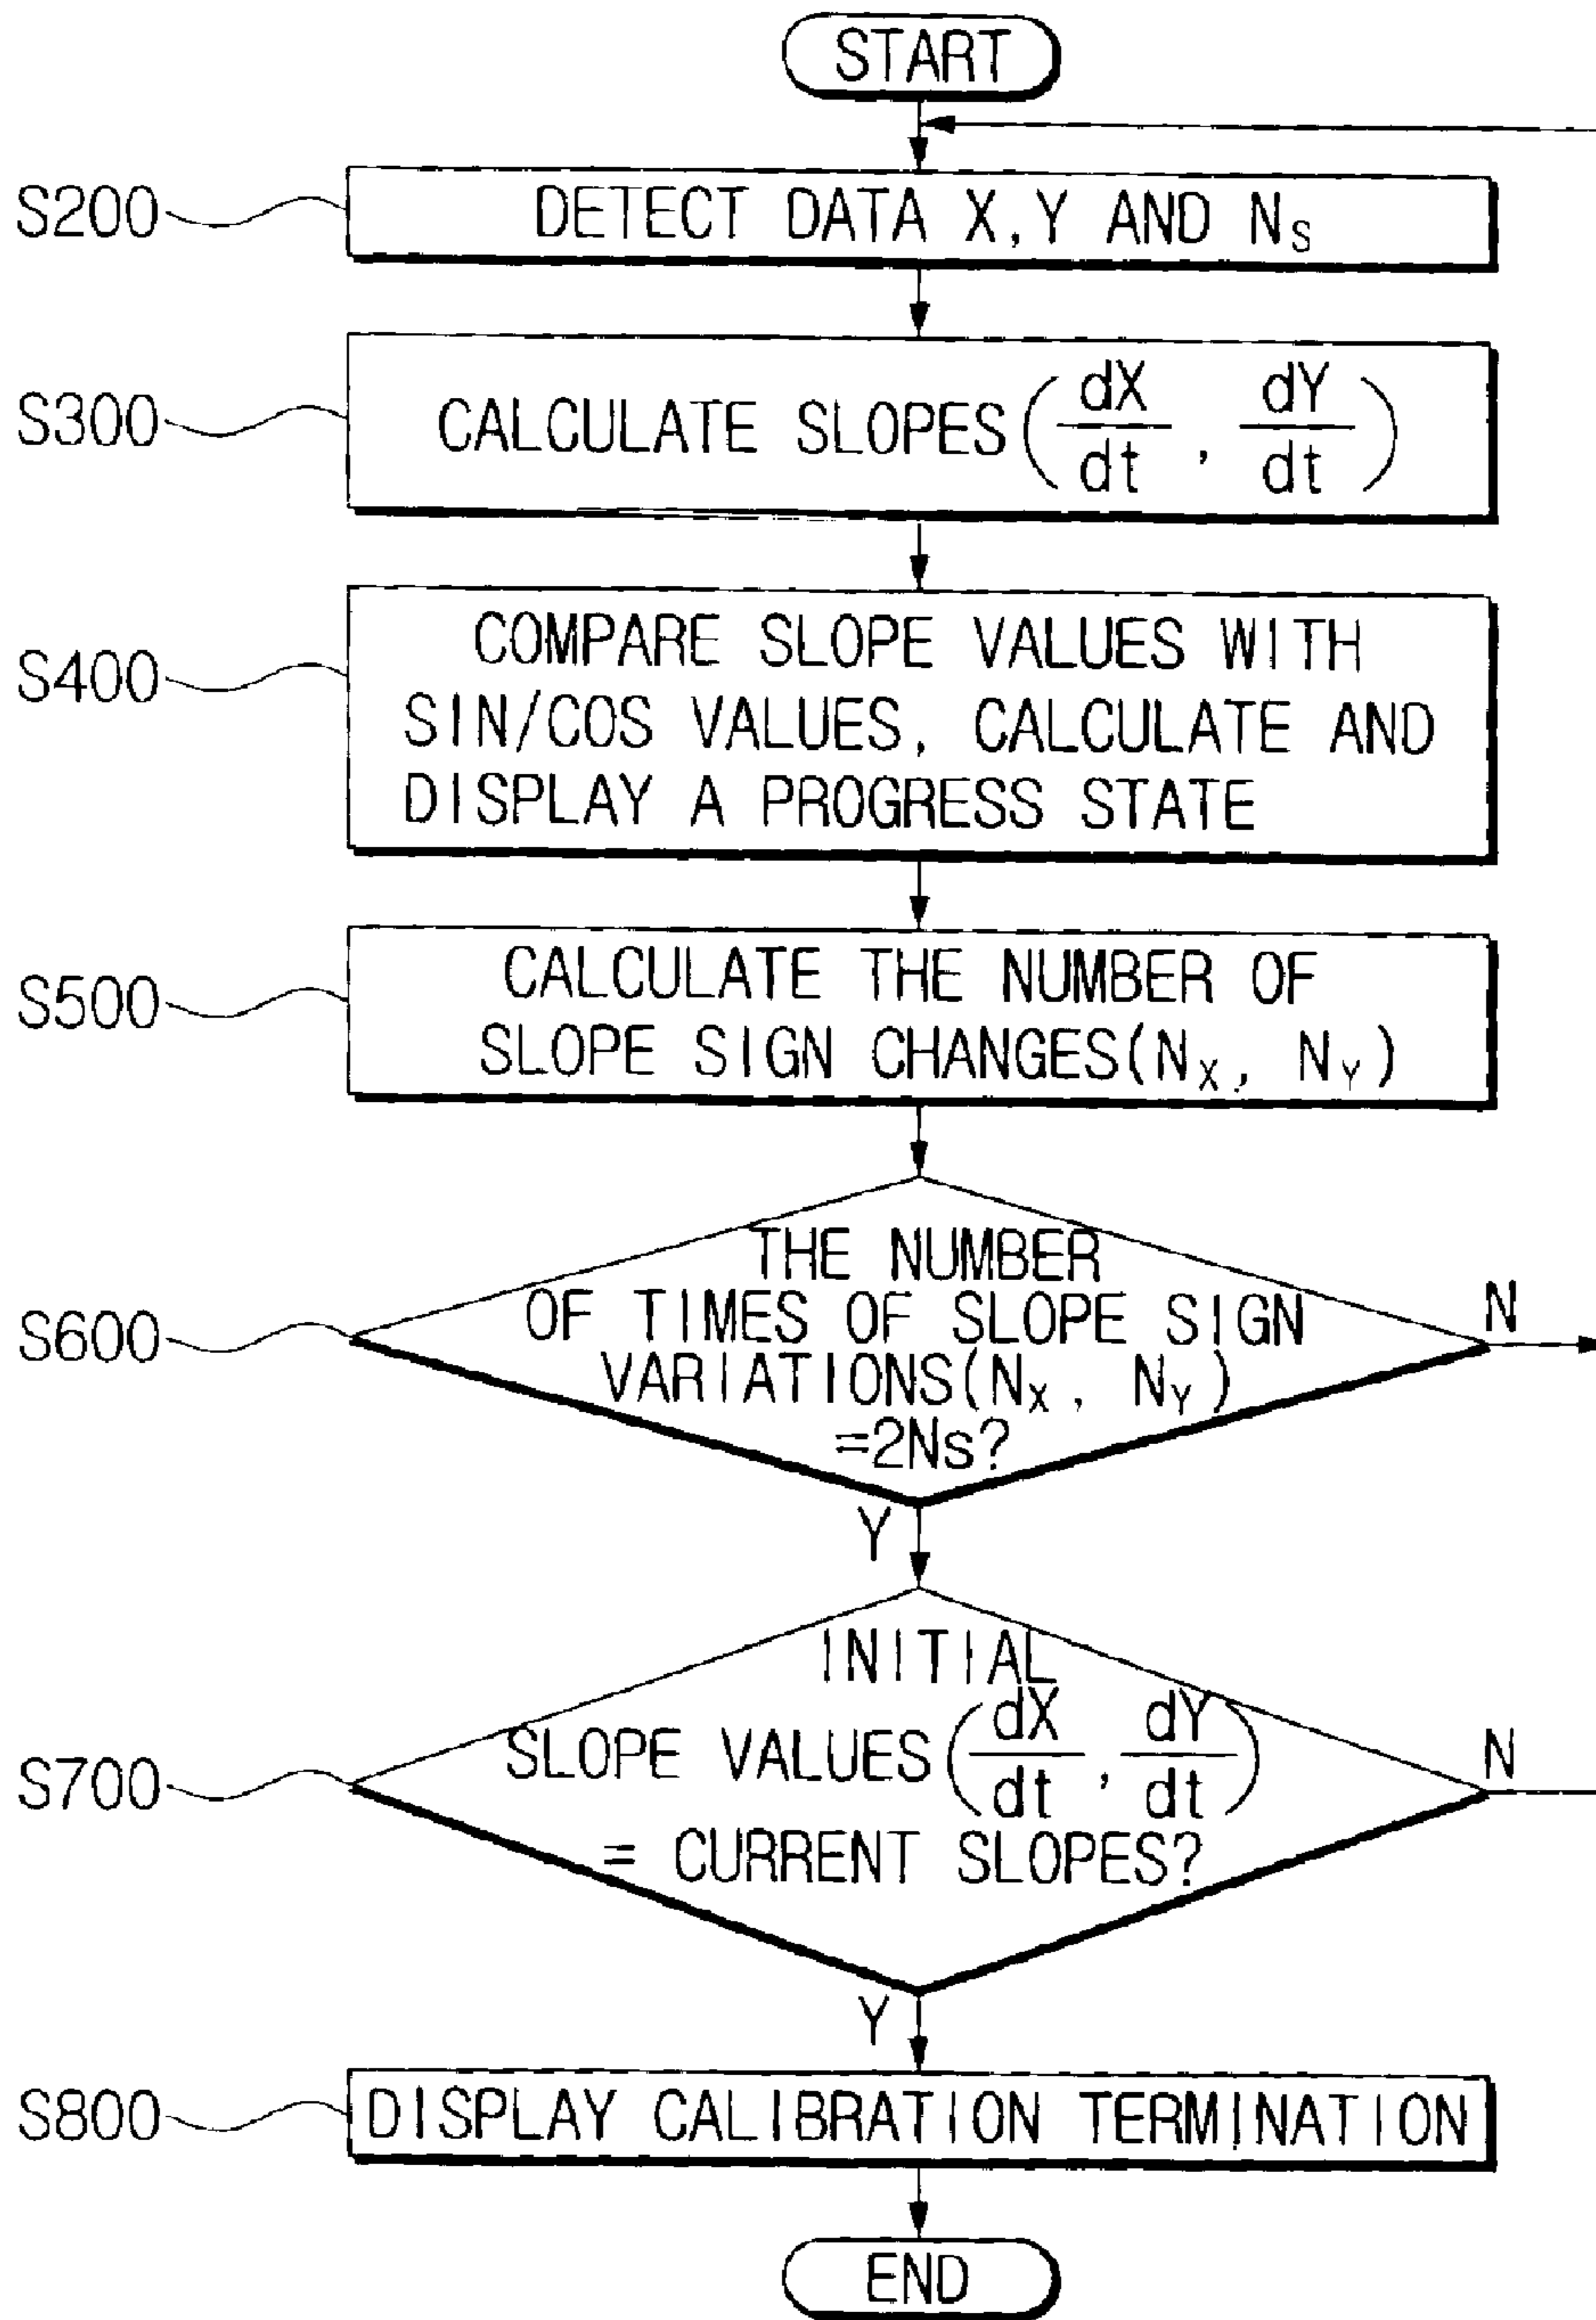 START
S200
DETECT DATA X,Y AND Ns
S300
CALCULATE SLOPES(dX/dt, dY/dt)
S400
COMPARE SLOPE VALUES WITH
SIN/COS VALUES, CALCULATE AND
DISPLAY A PROGRESS STATE
S500
CALCULATE THE NUMBER OF
SLOPE SIGN CHANGES(NX, NY)
S600
THE NUMBER
OF TIMES OF SLOPE SIGN
VARIATIONS(NX, NY)
=2Ns?
N
Y
S700
INITIAL
SLOPE VALUES(dX/dt, dY/dt)
= CURRENT SLOPES?
N
Y
S800
DISPLAY CALIBRATION TERMINATION
END